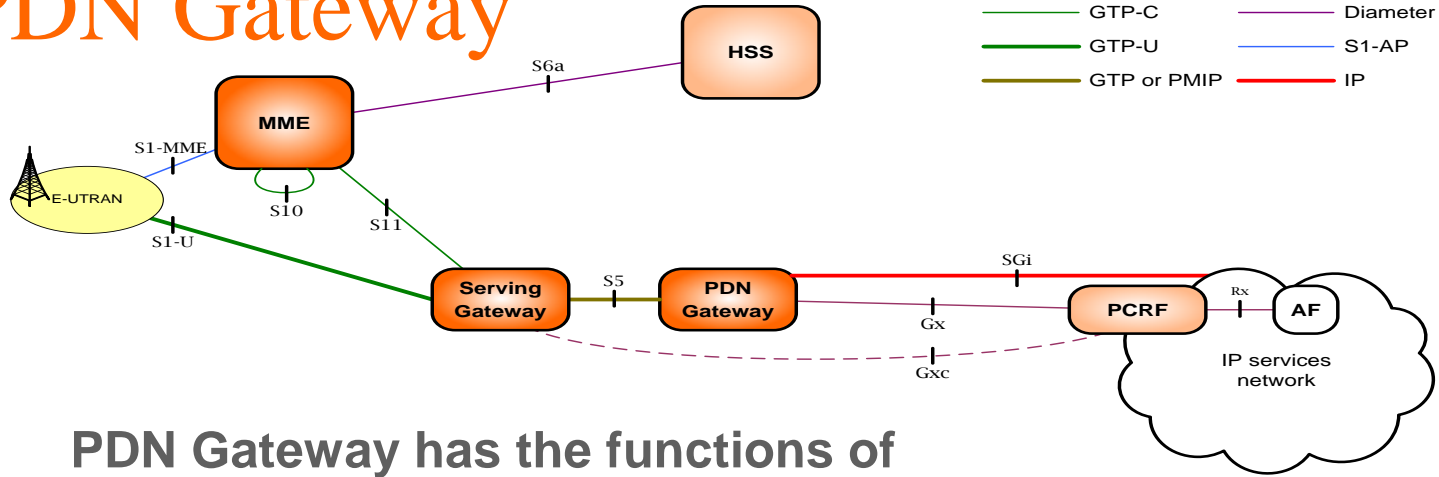 PDN Gateway
GTP-C
Diameter
GTP-U
S1-AP
GTP or PMIP
IP
HSS
S6a
MME
S1-MME
E-UTRAN
S10
S11
S1-U
SGi
Serving
Gateway
S5
PDN
Gateway
Gx
PCRF
Rx
AF
Gxc
IP services
network
PDN Gateway has the functions of